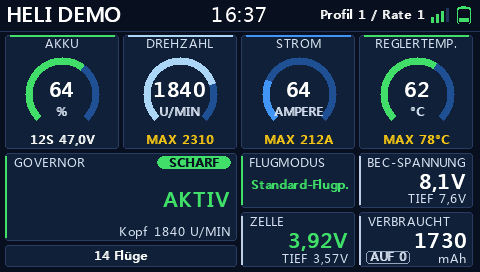 HELI DEMO 16:37 Profil 1 / Rate 1
AKKU DREHZAHL STROM REGLERTEMP.
64 1840 64 62
% U/MIN AMPERE °C
12S 47,0V MAX 2310 MAX 212A MAX 78°C
GOVERNOR SCHARF
AKTIV
Kopf 1840 U/MIN
14 Flüge
FLUGMODUS
Standard-Flugp.
BEC-SPANNUNG
8,1V
TIEF 7,6V
ZELLE
3,92V
TIEF 3,57V
VERBRAUCHT
1730
AUF 0 mAh